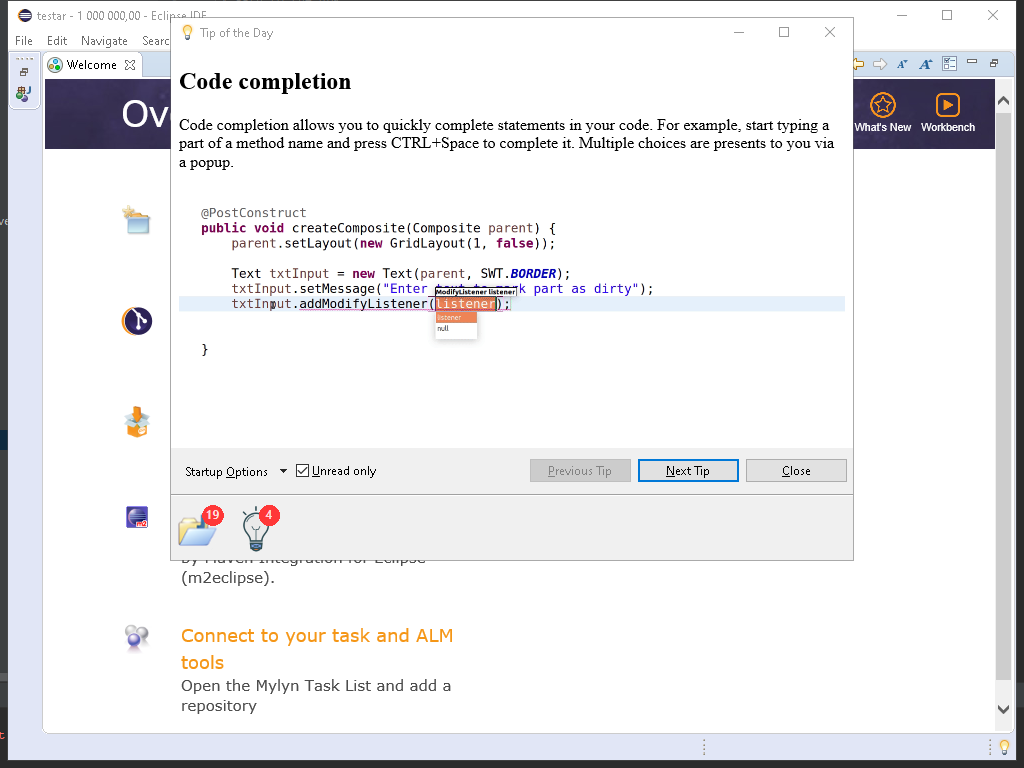 testar - 1 000 000,00 - Eclipse IDE
File Edit Navigate Searc
Welcome
Tip of the Day
Code completion
Code completion allows you to quickly complete statements in your code. For example, start typing a
part of a method name and press CTRL+Space to complete it. Multiple choices are presents to you via
a popup.
@PostConstruct
public void createComposite(Composite parent) {
parent.setLayout(new GridLayout(1, false));
Text txtInput = new Text(parent, SWT.BORDER);
txtInput.setMessage("Enter text to mark part as dirty");
ModifyListener listener
txtInput.addModifyListener(listener);
listener
null
}
Startup Options
Unread only
Previous Tip
Next Tip
Close
19
4
Ov
What's New
Workbench
by Maven Integration for Eclipse
(m2eclipse).
m2
Connect to your task and ALM
tools
Open the Mylyn Task List and add a
repository